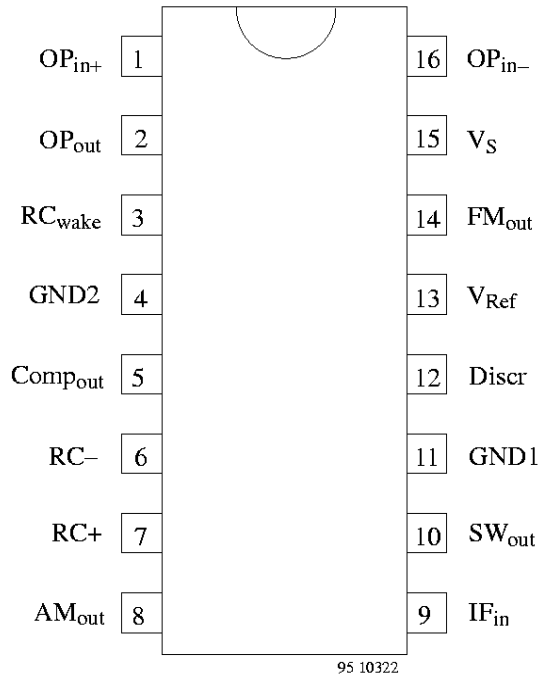 OPin+ 1 16 OPin–
OPout 2 15 VS
RCwake 3 14 FMout
GND2 4 13 VRef
Compout 5 12 Discr
RC– 6 11 GND1
RC+ 7 10 SWout
AMout 8 9 IFin
95 10322